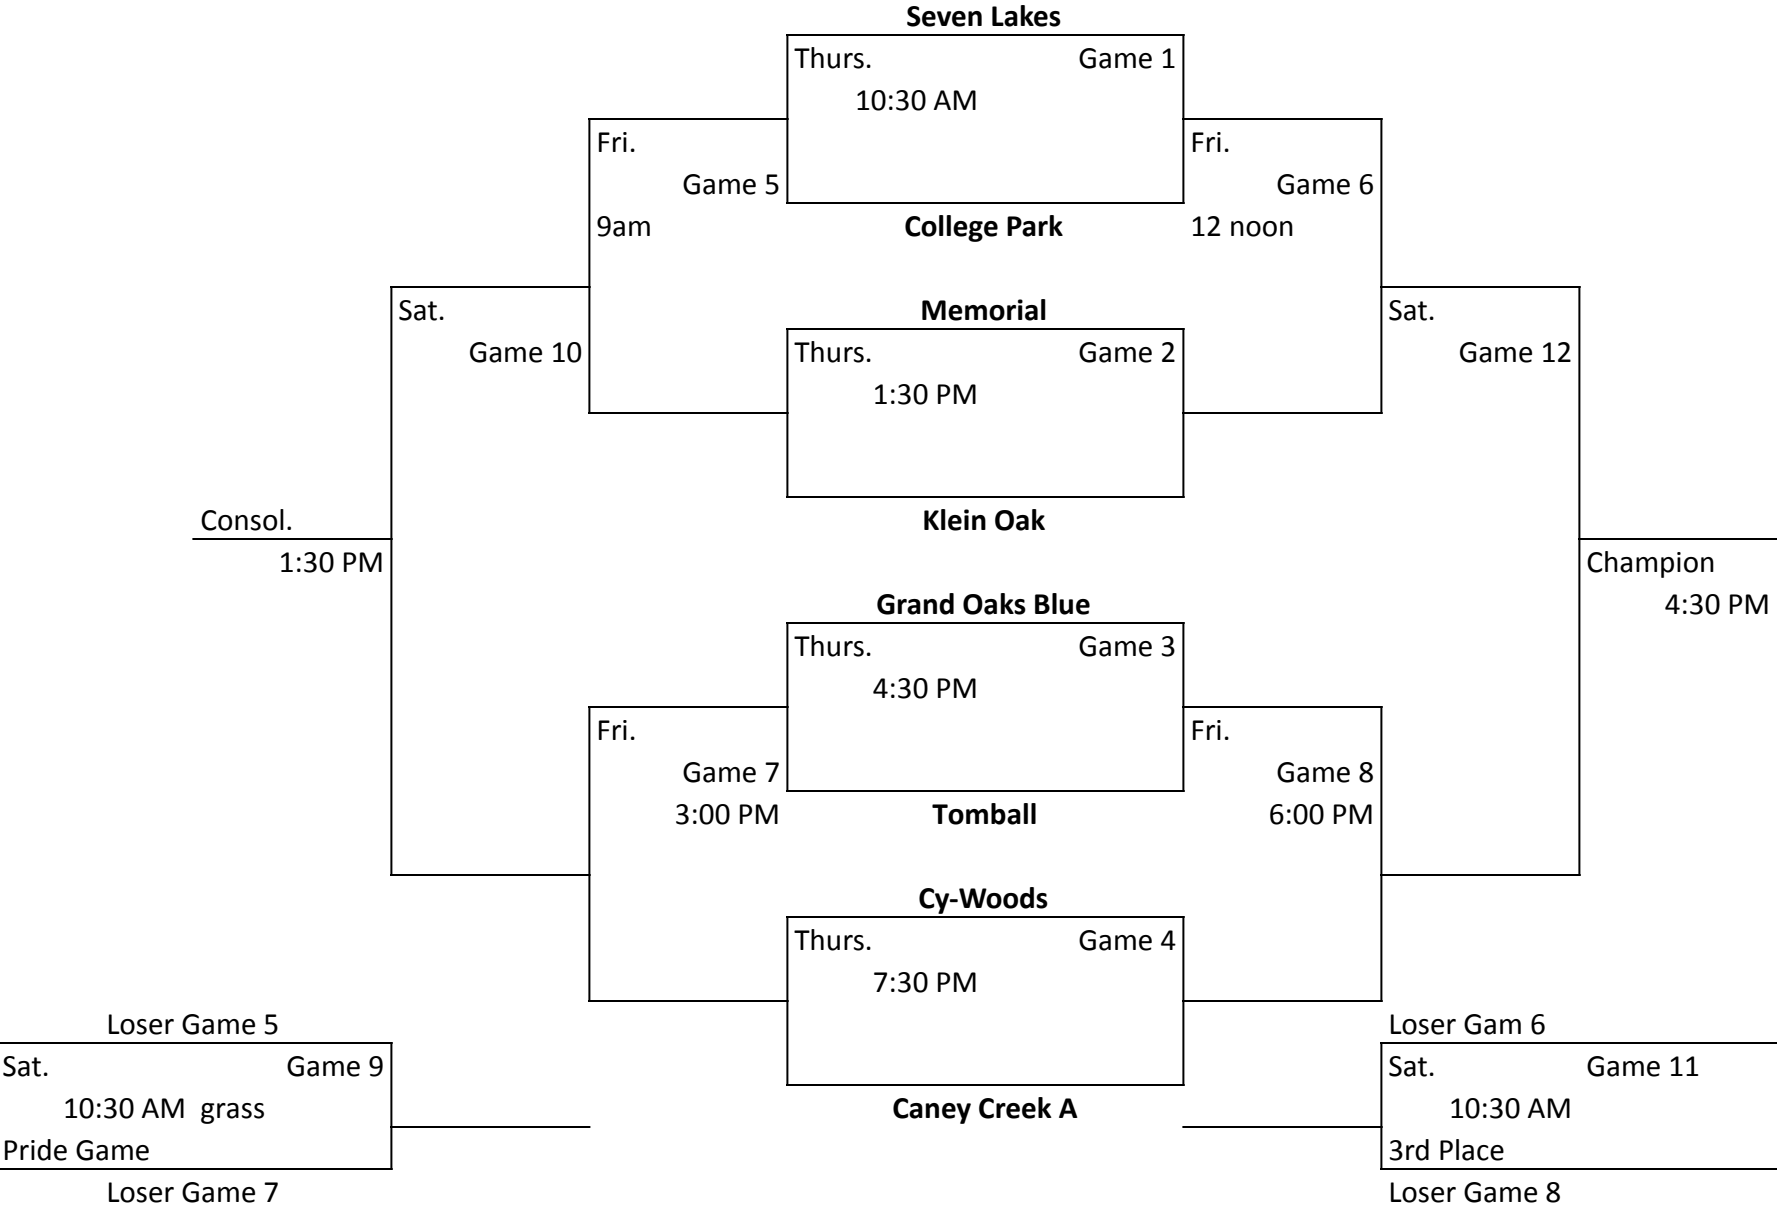 Seven Lakes
Thurs. Game 1
10:30 AM
Fri. Fri.
Game 5 Game 6
9am College Park 12 noon
Sat. Memorial Sat.
Game 10 Thurs. Game 2 Game 12
1:30 PM
Consol. Klein Oak
1:30 PM Champion
Grand Oaks Blue 4:30 PM
Thurs. Game 3
4:30 PM
Fri. Fri.
Game 7 Game 8
3:00 PM Tomball 6:00 PM
Cy-Woods
Thurs. Game 4
7:30 PM
Loser Game 5 Loser Gam 6
Sat. Game 9 Sat. Game 11
10:30 AM grass Caney Creek A 10:30 AM
Pride Game 3rd Place
Loser Game 7 Loser Game 8